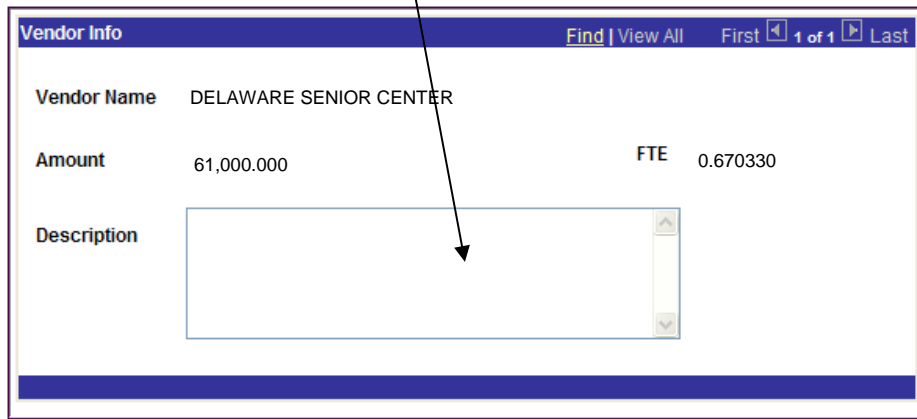 Vendor Info Find | View All First 1 of 1 Last
Vendor Name DELAWARE SENIOR CENTER
Amount 61,000.000 FTE 0.670330
Description